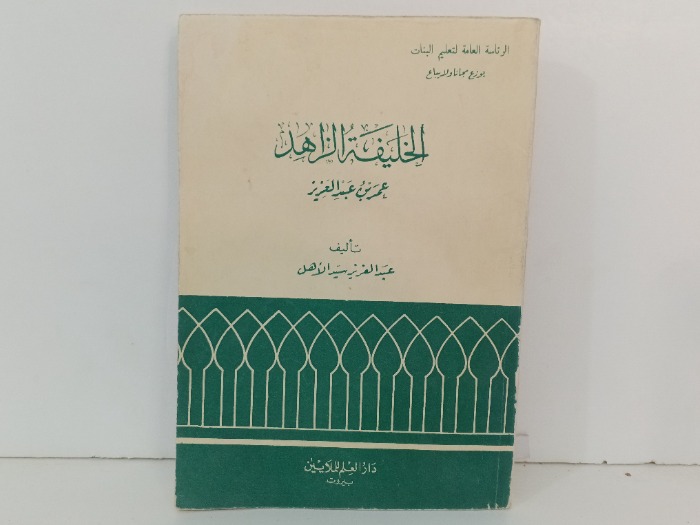 الرئاسة العامة لتعليم البنات
يوزع مجانا ولا يباع
الخليفة الزاهد
عمر بن عبد العزيز
تأليف
عبد العزيز سيد الأهل
دار العلم للملايين
بيروت